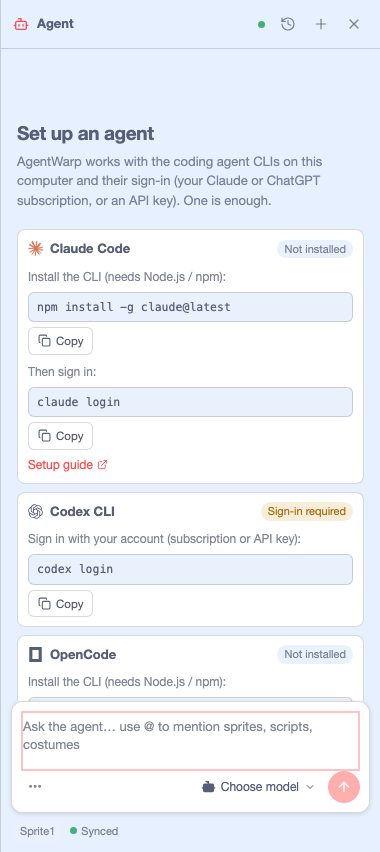 Agent
Set up an agent
AgentWarp works with the coding agent CLIs on this
computer and their sign-in (your Claude or ChatGPT
subscription, or an API key). One is enough.
Claude Code
Not installed
Install the CLI (needs Node.js / npm):
npm install -g claude@latest
Copy
Then sign in:
claude login
Copy
Setup guide
Codex CLI
Sign-in required
Sign in with your account (subscription or API key):
codex login
Copy
OpenCode
Not installed
Install the CLI (needs Node.js / npm):
Ask the agent… use @ to mention sprites, scripts,
costumes
Choose model
Sprite1
Synced